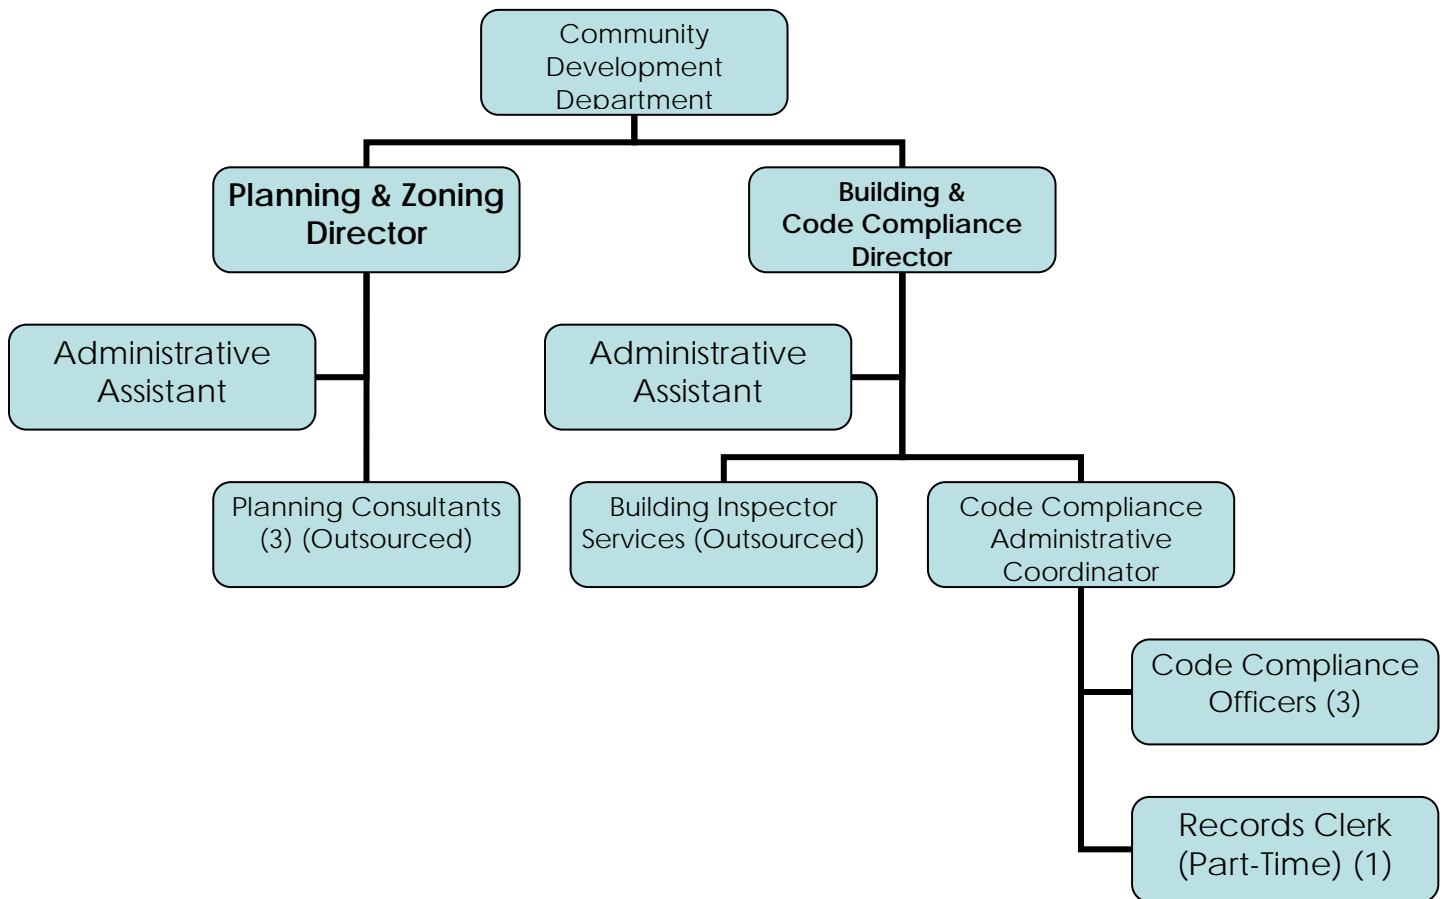 Community
Development
Department
Planning & Zoning
Director
Building &
Code Compliance
Director
Administrative
Assistant
Administrative
Assistant
Planning Consultants
(3) (Outsourced)
Building Inspector
Services (Outsourced)
Code Compliance
Administrative
Coordinator
Code Compliance
Officers (3)
Records Clerk
(Part-Time) (1)